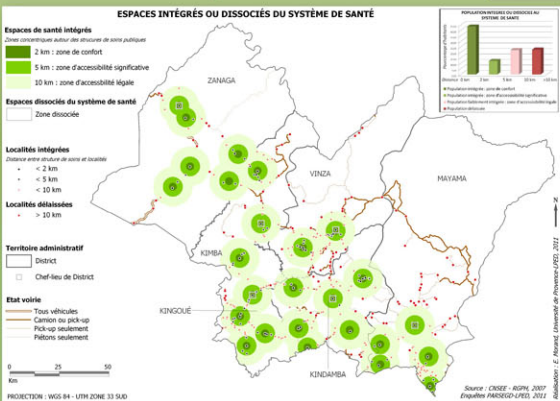 ESPACES INTÉGRÉS OU DISSOCIÉS DU SYSTÈME DE SANTÉ
Espaces de santé intégrés
Zones concentriques autour des structures de soins publiques
2 km : zone de confort
5 km : zone d'accessibilité significative
10 km : zone d'accessibilité légale
Espaces dissociés du système de santé
Zone dissociée
Localités intégrées
Distance entre struture de soins et localités
< 2 km
< 5 km
< 10 km
Localités délaissées
> 10 km
Territoire administratif
District
Chef-lieu de District
Etat voirie
Tous véhicules
Camion ou pick-up
Pick-up seulement
Piétons seulement
0 25 50
Km
PROJECTION : WGS 84 - UTM ZONE 33 SUD
ZANAGA
VINZA
MAYAMA
KIMBA
KINGOUÉ
KINDAMBA
POPULATION INTÉGRÉE OU DISSOCIÉE AU
SYSTÈME DE SANTÉ
N
Source : CNSEE - RGPH, 2007
Enquêtes PARSEGD-LPED, 2011
Réalisation : E. Morand, Université de Provence-LPED, 2011